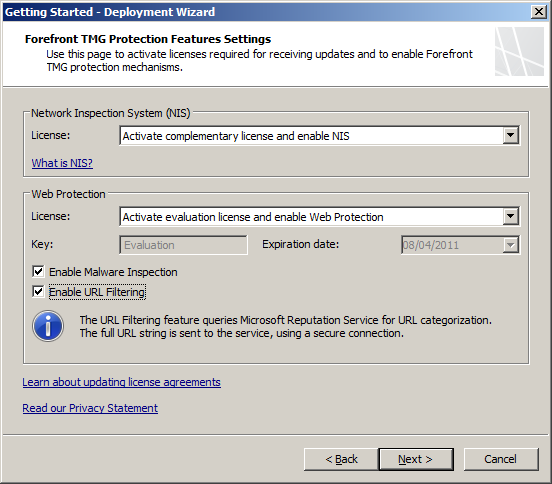 Getting Started - Deployment Wizard
Forefront TMG Protection Features Settings
Use this page to activate licenses required for receiving updates and to enable Forefront
TMG protection mechanisms.
Network Inspection System (NIS)
License: Activate complementary license and enable NIS
What is NIS?
Web Protection
License: Activate evaluation license and enable Web Protection
Key: Evaluation Expiration date: 08/04/2011
Enable Malware Inspection
Enable URL Filtering
The URL Filtering feature queries Microsoft Reputation Service for URL categorization.
The full URL string is sent to the service, using a secure connection.
Learn about updating license agreements
Read our Privacy Statement
< Back Next > Cancel